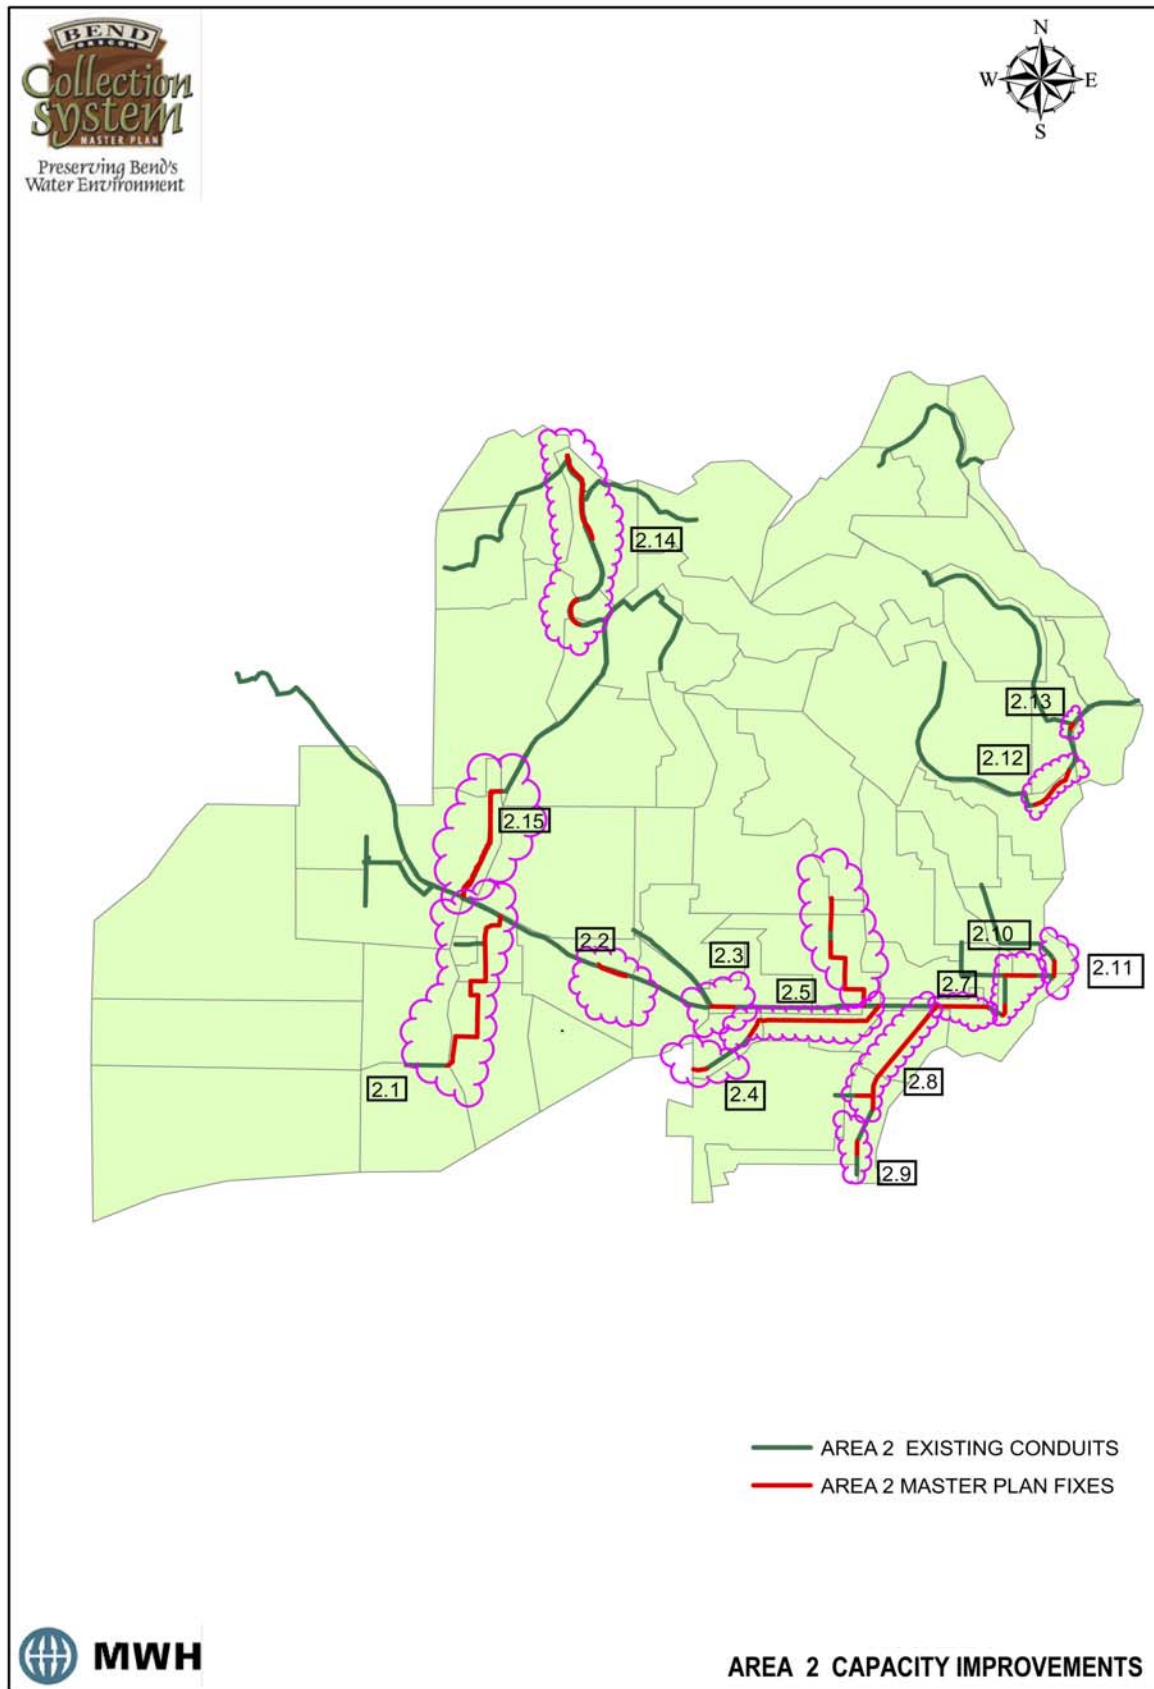 BEND
OREGON
Collection
System
MASTER PLAN
Preserving Bend's
Water Environment
N
W E
S
2.14
2.13
2.12
2.15
2.10
2.2
2.3
2.11
2.7
2.5
2.8
2.1
2.4
2.9
AREA 2 EXISTING CONDUITS
AREA 2 MASTER PLAN FIXES
MWH
AREA 2 CAPACITY IMPROVEMENTS